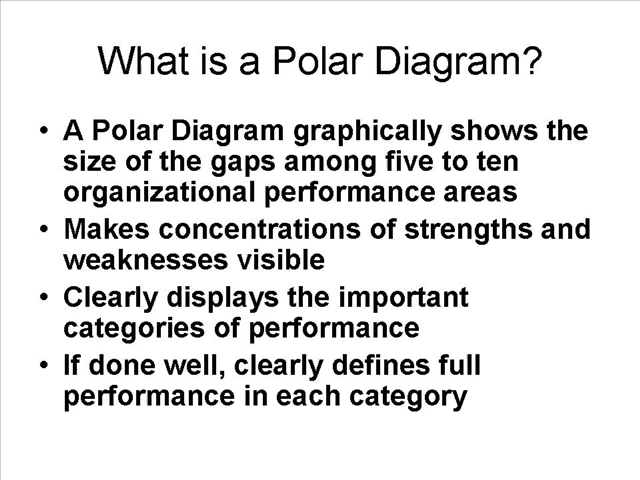 What is a Polar Diagram?
• A Polar Diagram graphically shows the
size of the gaps among five to ten
organizational performance areas
• Makes concentrations of strengths and
weaknesses visible
• Clearly displays the important
categories of performance
• If done well, clearly defines full
performance in each category